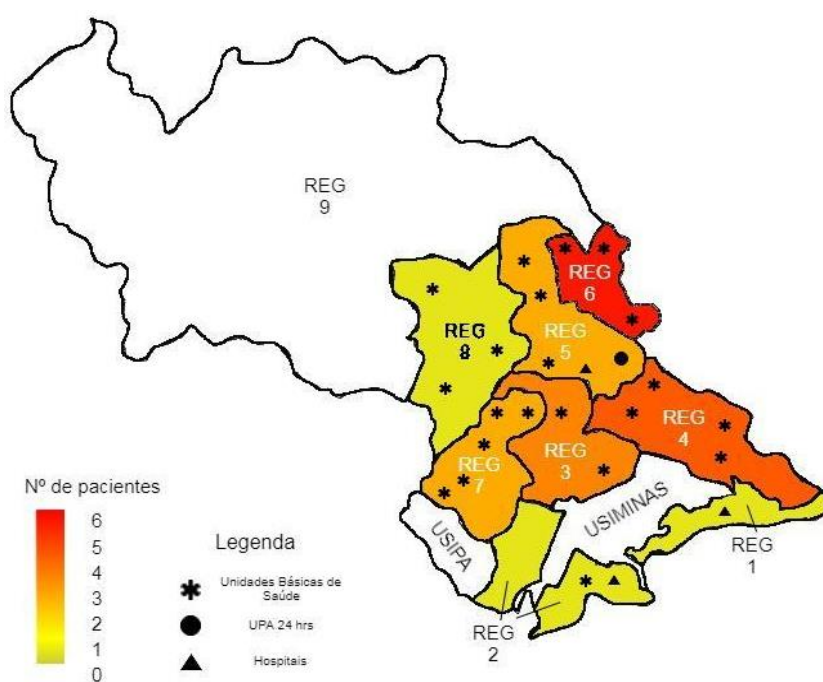 REG
9
REG
6
REG
8
REG
5
REG
4
REG
3
REG
7
USIPA
USIMINAS
REG
1
REG
2
Nº de pacientes
6
5
4
3
2
1
0
Legenda
Unidades Básicas de
Saúde
UPA 24 hrs
Hospitais